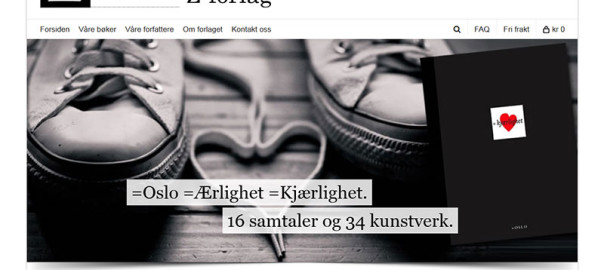 Forsiden Våre bøker Våre forfattere Om forlaget Kontakt oss FAQ Fri frakt kr 0
=Oslo =Ærlighet =Kjærlighet.
16 samtaler og 34 kunstverk.